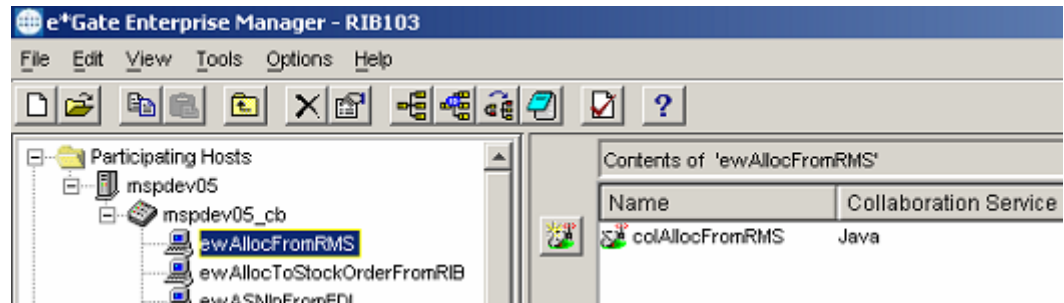 e*Gate Enterprise Manager - RIB103
File Edit View Tools Options Help
?
Participating Hosts
mspdev05
mspdev05_cb
ewAllocFromRMS
ewAllocToStockOrderFromRIB
ewASNInFromEDI
Contents of 'ewAllocFromRMS'
Name Collaboration Service
colAllocFromRMS Java